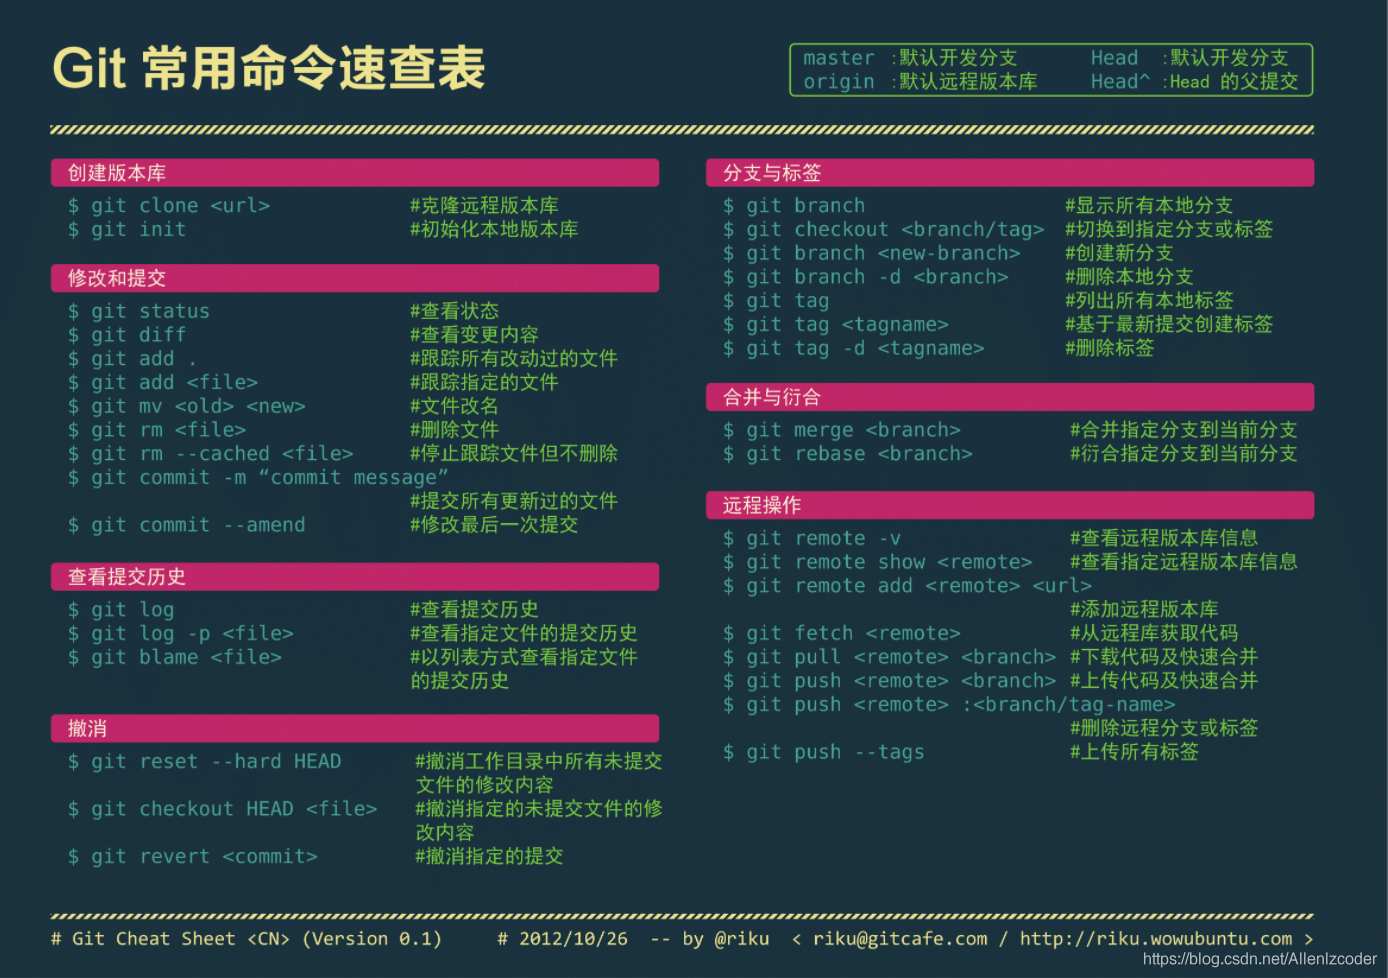 Git 常用命令速查表
master :默认开发分支 Head :默认开发分支
origin :默认远程版本库 Head^ :Head 的父提交
创建版本库
$ git clone <url> #克隆远程版本库
$ git init #初始化本地版本库
修改和提交
$ git status #查看状态
$ git diff #查看变更内容
$ git add . #跟踪所有改动过的文件
$ git add <file> #跟踪指定的文件
$ git mv <old> <new> #文件改名
$ git rm <file> #删除文件
$ git rm --cached <file> #停止跟踪文件但不删除
$ git commit -m “commit message”
#提交所有更新过的文件
$ git commit --amend #修改最后一次提交
查看提交历史
$ git log #查看提交历史
$ git log -p <file> #查看指定文件的提交历史
$ git blame <file> #以列表方式查看指定文件
的提交历史
撤消
$ git reset --hard HEAD #撤消工作目录中所有未提交
文件的修改内容
$ git checkout HEAD <file> #撤消指定的未提交文件的修
改内容
$ git revert <commit> #撤消指定的提交
分支与标签
$ git branch #显示所有本地分支
$ git checkout <branch/tag> #切换到指定分支或标签
$ git branch <new-branch> #创建新分支
$ git branch -d <branch> #删除本地分支
$ git tag #列出所有本地标签
$ git tag <tagname> #基于最新提交创建标签
$ git tag -d <tagname> #删除标签
合并与衍合
$ git merge <branch> #合并指定分支到当前分支
$ git rebase <branch> #衍合指定分支到当前分支
远程操作
$ git remote -v #查看远程版本库信息
$ git remote show <remote> #查看指定远程版本库信息
$ git remote add <remote> <url>
#添加远程版本库
$ git fetch <remote> #从远程库获取代码
$ git pull <remote> <branch> #下载代码及快速合并
$ git push <remote> <branch> #上传代码及快速合并
$ git push <remote> :<branch/tag-name>
#删除远程分支或标签
$ git push --tags #上传所有标签
# Git Cheat Sheet <CN> (Version 0.1) # 2012/10/26 -- by @riku < riku@gitcafe.com / http://riku.wowubuntu.com >
https://blog.csdn.net/AllenIzcoder